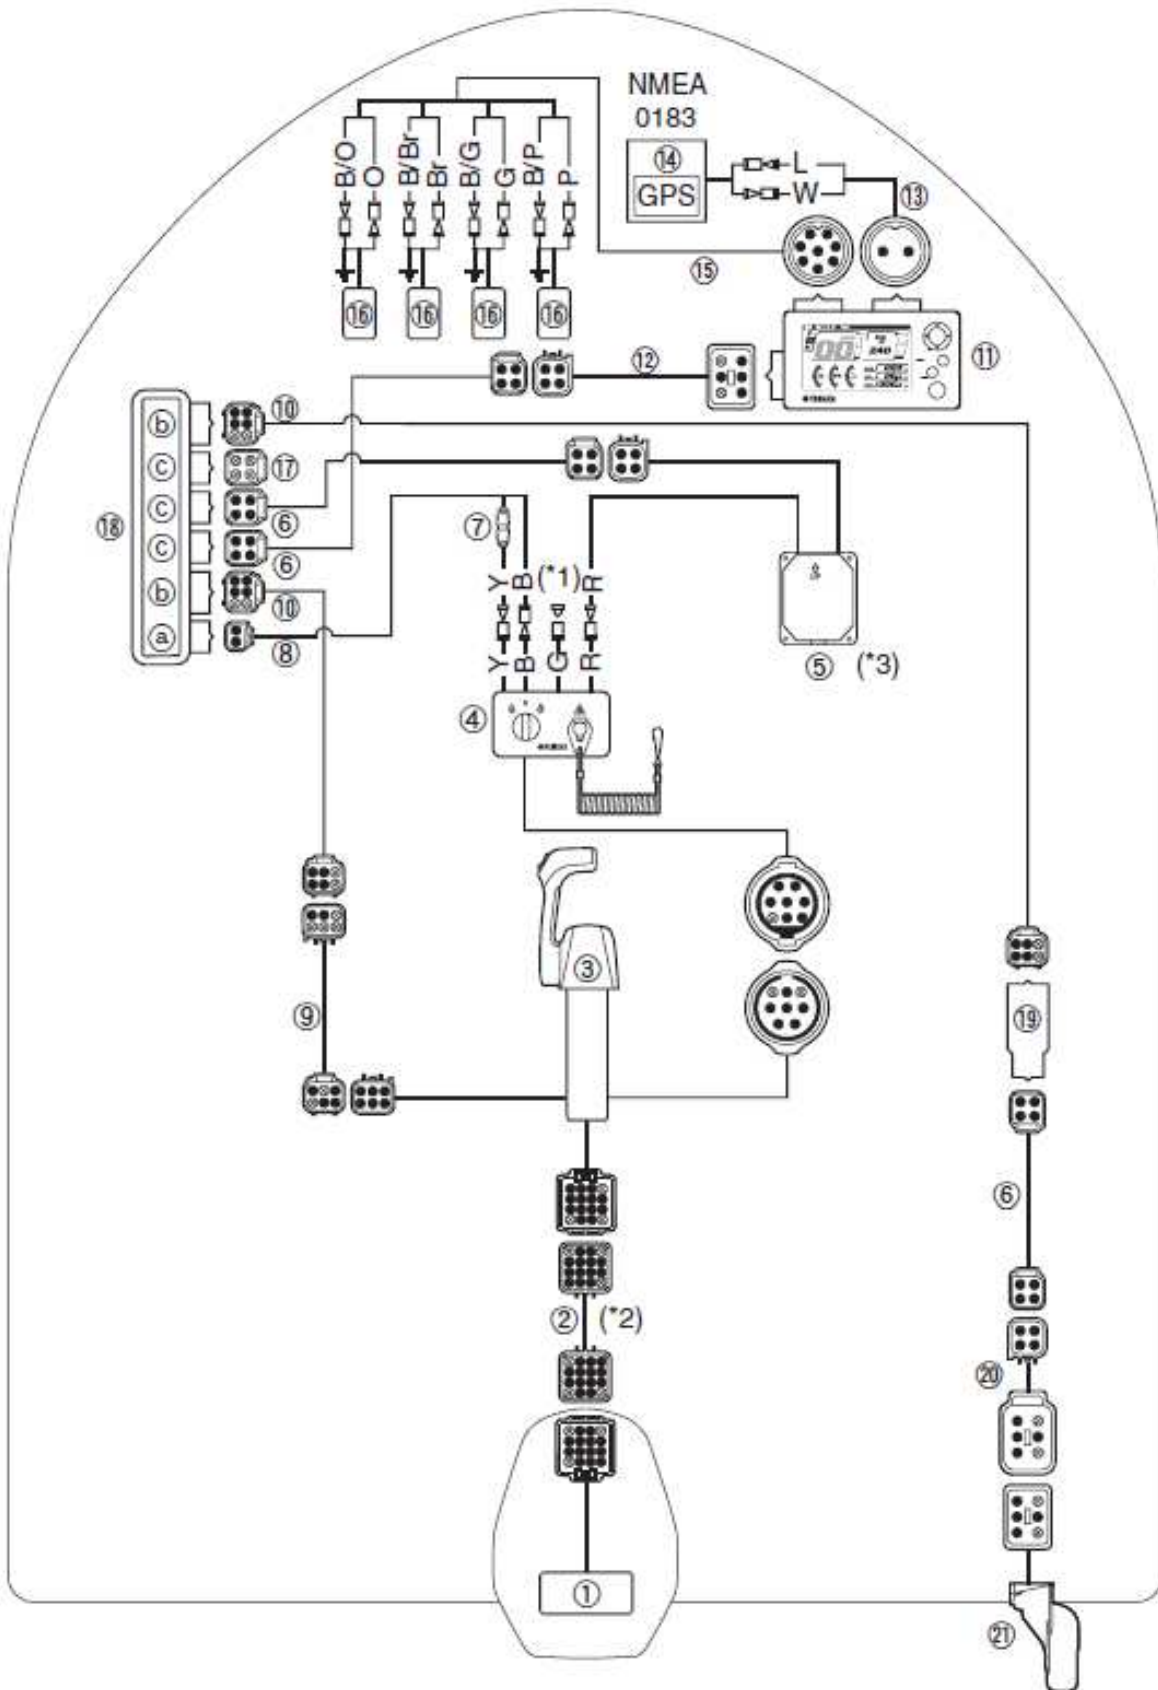 NMEA
0183
⑭
GPS
L
W
⑬
B/O
O
B/Br
Br
B/G
G
B/P
P
⑮
⑯
⑯
⑯
⑯
⑫
⑪
ⓑ
⑩
ⓒ
⑰
ⓒ
⑥
⑱
ⓒ
⑥
ⓑ
⑩
ⓐ
⑧
⑦
Y
B
(*1)
R
Y
B
G
R
④
⑤
(*3)
③
⑨
⑲
⑥
②
(*2)
⑳
①
㉑